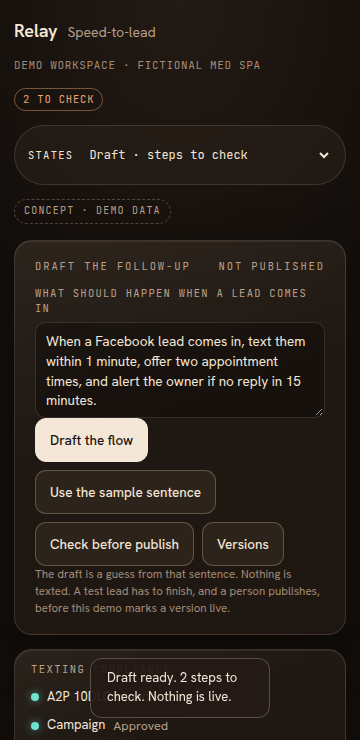 Relay Speed-to-lead
DEMO WORKSPACE · FICTIONAL MED SPA
2 TO CHECK
STATES Draft · steps to check
CONCEPT · DEMO DATA
DRAFT THE FOLLOW-UP NOT PUBLISHED
WHAT SHOULD HAPPEN WHEN A LEAD COMES
IN
When a Facebook lead comes in, text them
within 1 minute, offer two appointment
times, and alert the owner if no reply in 15
minutes.
Draft the flow
Use the sample sentence
Check before publish Versions
The draft is a guess from that sentence. Nothing is
texted. A test lead has to finish, and a person publishes,
before this demo marks a version live.
TEXTING
Draft ready. 2 steps to
check. Nothing is live.
A2P
Campaign Approved